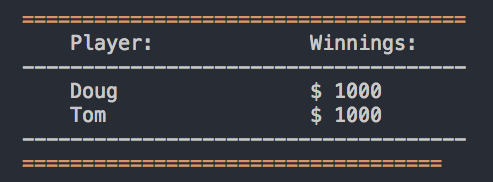 =====================================
Player: Winnings:
-------------------------------------
Doug $ 1000
Tom $ 1000
-------------------------------------
===================================